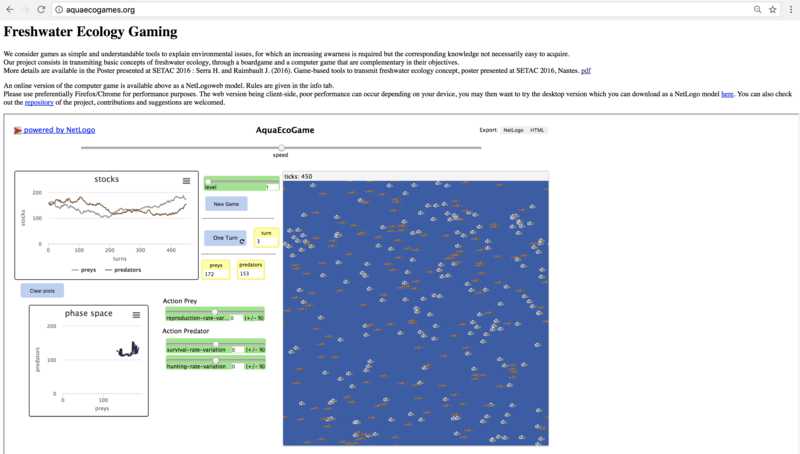 aquaecogames.org
Freshwater Ecology Gaming
We consider games as simple and understandable tools to explain environmental issues, for which an increasing awarness is required but the corresponding knowledge not necessarily easy to acquire.
Our project consists in transmiting basic concepts of freshwater ecology, through a boardgame and a computer game that are complementary in their objectives.
More details are available in the Poster presented at SETAC 2016 : Serra H. and Raimbault J. (2016). Game-based tools to transmit freshwater ecology concept, poster presented at SETAC 2016, Nantes. pdf
An online version of the computer game is available above as a NetLogoweb model. Rules are given in the info tab.
Please use preferentially Firefox/Chrome for performance purposes. The web version being client-side, poor performance can occur depending on your device, you may then want to try the desktop version which you can download as a NetLogo model here. You can also check
out the repository of the project, contributions and suggestions are welcomed.
powered by NetLogo
AquaEcoGame
Export NetLogo HTML
speed
stocks
200
100
0
stocks
0 100 200 300 400
turns
preys predators
level 1
New Game
One Turn
turn
3
preys
172
predators
153
ticks: 450
Clear plots
phase space
200
100
0
predators
0 100
preys
Action Prey
reproduction-rate-var... 0 (+/- %)
Action Predator
survival-rate-variation 0 (+/- %)
hunting-rate-variation 0 (+/- %)